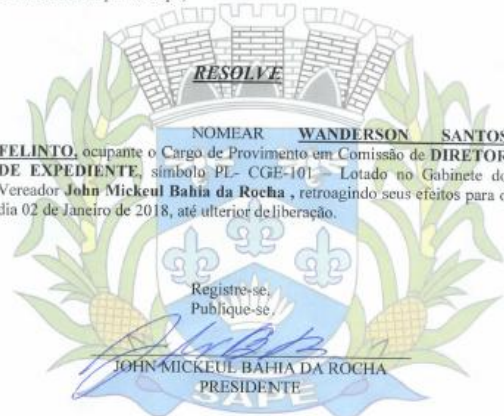 RESOLVE
NOMEAR WANDERSON SANTOS
FELINTO, ocupante o Cargo de Provimento em Comissão de DIRETOR
DE EXPEDIENTE, símbolo PL- CGE-101 – Lotado no Gabinete do
Vereador John Mickeul Bahia da Rocha , retroagindo seus efeitos para o
dia 02 de Janeiro de 2018, até ulterior deliberação.
Registre-se,
Publique-se.
JOHN MICKEUL BAHIA DA ROCHA
PRESIDENTE
SAPÉ